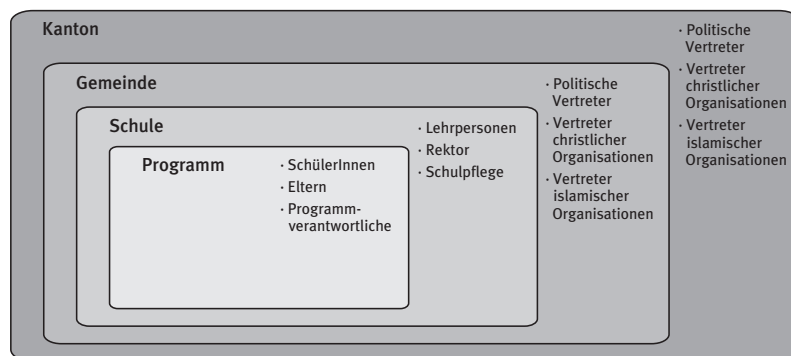 Kanton
· Politische
Vertreter
· Vertreter
christlicher
Organisationen
· Vertreter
islamischer
Organisationen
Gemeinde
· Politische
Vertreter
· Vertreter
christlicher
Organisationen
· Vertreter
islamischer
Organisationen
Schule
· Lehrpersonen
· Rektor
· Schulpflege
Programm
· SchülerInnen
· Eltern
· Programm-
verantwortliche